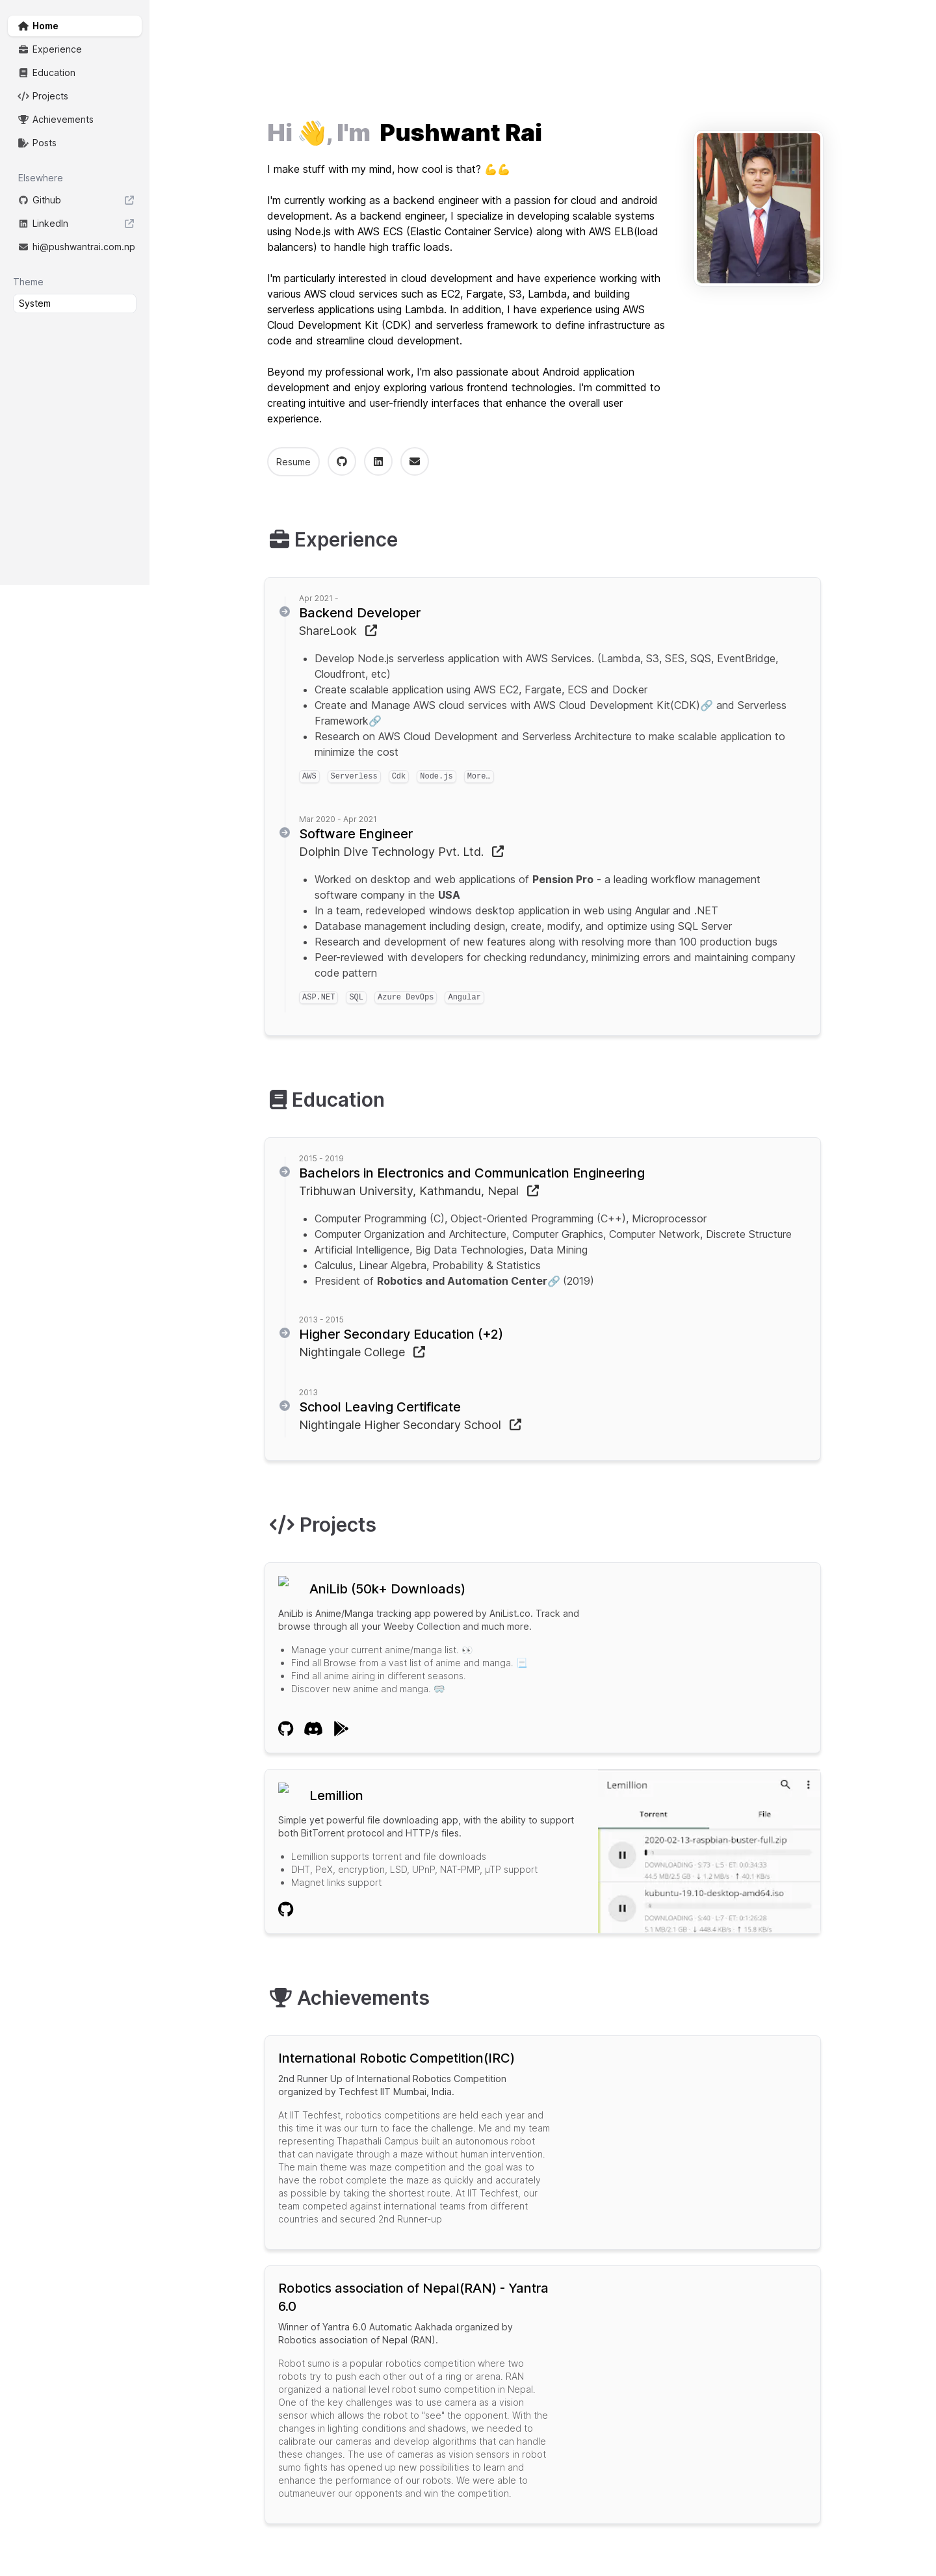 Home
Experience
Education
Projects
Achievements
Posts
Elsewhere
Github
LinkedIn
hi@pushwantrai.com.np
Theme
System
Hi 👋, I'm Pushwant Rai
I make stuff with my mind, how cool is that? 💪💪
I'm currently working as a backend engineer with a passion for cloud and android
development. As a backend engineer, I specialize in developing scalable systems
using Node.js with AWS ECS (Elastic Container Service) along with AWS ELB(load
balancers) to handle high traffic loads.
I'm particularly interested in cloud development and have experience working with
various AWS cloud services such as EC2, Fargate, S3, Lambda, and building
serverless applications using Lambda. In addition, I have experience using AWS
Cloud Development Kit (CDK) and serverless framework to define infrastructure as
code and streamline cloud development.
Beyond my professional work, I'm also passionate about Android application
development and enjoy exploring various frontend technologies. I'm committed to
creating intuitive and user-friendly interfaces that enhance the overall user
experience.
Resume
Experience
Apr 2021 -
Backend Developer
ShareLook
• Develop Node.js serverless application with AWS Services. (Lambda, S3, SES, SQS, EventBridge,
Cloudfront, etc)
• Create scalable application using AWS EC2, Fargate, ECS and Docker
• Create and Manage AWS cloud services with AWS Cloud Development Kit(CDK)🔗 and Serverless
Framework🔗
• Research on AWS Cloud Development and Serverless Architecture to make scalable application to
minimize the cost
AWS Serverless Cdk Node.js More…
Mar 2020 - Apr 2021
Software Engineer
Dolphin Dive Technology Pvt. Ltd.
• Worked on desktop and web applications of Pension Pro - a leading workflow management
software company in the USA
• In a team, redeveloped windows desktop application in web using Angular and .NET
• Database management including design, create, modify, and optimize using SQL Server
• Research and development of new features along with resolving more than 100 production bugs
• Peer-reviewed with developers for checking redundancy, minimizing errors and maintaining company
code pattern
ASP.NET SQL Azure DevOps Angular
Education
2015 - 2019
Bachelors in Electronics and Communication Engineering
Tribhuwan University, Kathmandu, Nepal
• Computer Programming (C), Object-Oriented Programming (C++), Microprocessor
• Computer Organization and Architecture, Computer Graphics, Computer Network, Discrete Structure
• Artificial Intelligence, Big Data Technologies, Data Mining
• Calculus, Linear Algebra, Probability & Statistics
• President of Robotics and Automation Center🔗 (2019)
2013 - 2015
Higher Secondary Education (+2)
Nightingale College
2013
School Leaving Certificate
Nightingale Higher Secondary School
Projects
AniLib (50k+ Downloads)
AniLib is Anime/Manga tracking app powered by AniList.co. Track and
browse through all your Weeby Collection and much more.
• Manage your current anime/manga list. 👀
• Find all Browse from a vast list of anime and manga. 📃
• Find all anime airing in different seasons.
• Discover new anime and manga. 🥽
Lemillion
Simple yet powerful file downloading app, with the ability to support
both BitTorrent protocol and HTTP/s files.
• Lemillion supports torrent and file downloads
• DHT, PeX, encryption, LSD, UPnP, NAT-PMP, µTP support
• Magnet links support
Lemillion
Torrent File
2020-02-13-raspbian-buster-full.zip
DOWNLOADING · S:73 · L:5 · ET: 0:0:34:33
44.5 MB/2.5 GB · ↓ 1.2 MB/s · ↑ 40.1 KB/s
kubuntu-19.10-desktop-amd64.iso
DOWNLOADING · S:40 · L:7 · ET: 0:1:26:28
5.1 MB/2.1 GB · ↓ 448.4 KB/s · ↑ 15.8 KB/s
Achievements
International Robotic Competition(IRC)
2nd Runner Up of International Robotics Competition
organized by Techfest IIT Mumbai, India.
At IIT Techfest, robotics competitions are held each year and
this time it was our turn to face the challenge. Me and my team
representing Thapathali Campus built an autonomous robot
that can navigate through a maze without human intervention.
The main theme was maze competition and the goal was to
have the robot complete the maze as quickly and accurately
as possible by taking the shortest route. At IIT Techfest, our
team competed against international teams from different
countries and secured 2nd Runner-up
Robotics association of Nepal(RAN) - Yantra
6.0
Winner of Yantra 6.0 Automatic Aakhada organized by
Robotics association of Nepal (RAN).
Robot sumo is a popular robotics competition where two
robots try to push each other out of a ring or arena. RAN
organized a national level robot sumo competition in Nepal.
One of the key challenges was to use camera as a vision
sensor which allows the robot to "see" the opponent. With the
changes in lighting conditions and shadows, we needed to
calibrate our cameras and develop algorithms that can handle
these changes. The use of cameras as vision sensors in robot
sumo fights has opened up new possibilities to learn and
enhance the performance of our robots. We were able to
outmaneuver our opponents and win the competition.